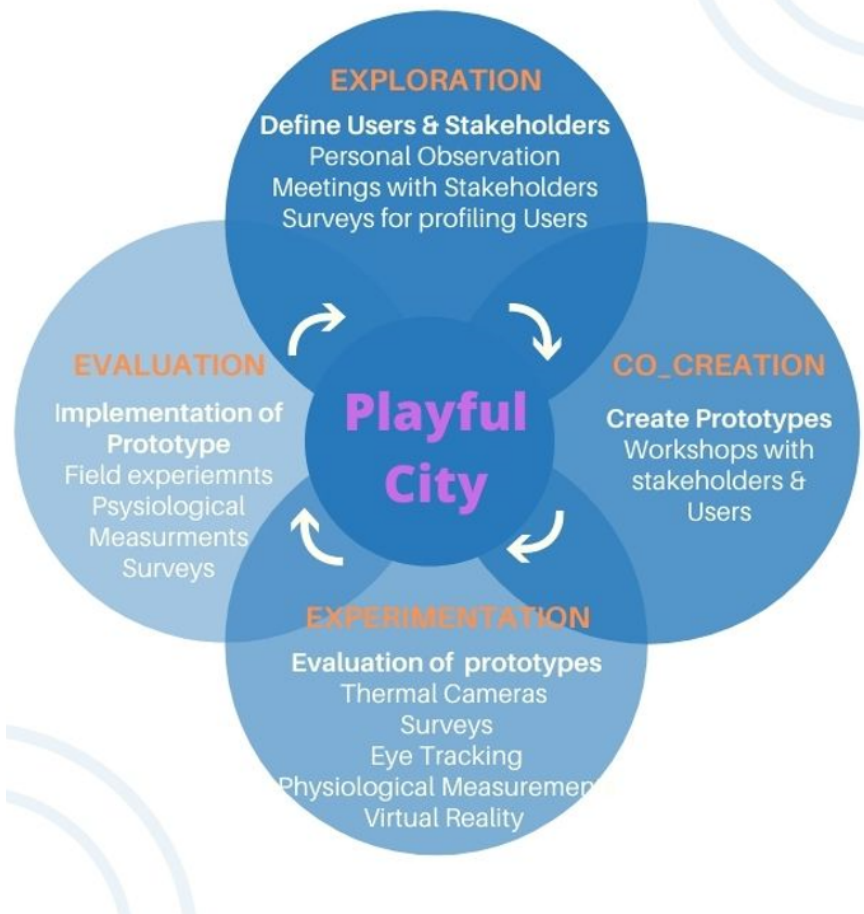 EXPLORATION
Define Users & Stakeholders
Personal Observation
Meetings with Stakeholders
Surveys for profiling Users
EVALUATION
Implementation of
Prototype
Field experiemnts
Psysiological
Measurments
Surveys
Playful
City
CO_CREATION
Create Prototypes
Workshops with
stakeholders &
Users
EXPERIMENTATION
Evaluation of prototypes
Thermal Cameras
Surveys
Eye Tracking
Physiological Measurement
Virtual Reality